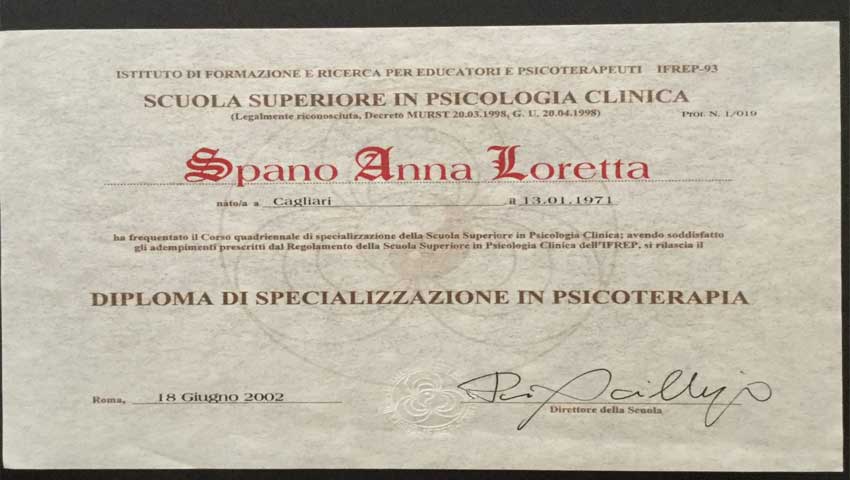 ISTITUTO DI FORMAZIONE E RICERCA PER EDUCATORI E PSICOTERAPEUTI IFREP-93
SCUOLA SUPERIORE IN PSICOLOGIA CLINICA
(Legalmente riconosciuta, Decreto MURST 20.03.1998, G. U. 20.04.1998) Prot. N. 1/019
Spano Anna Loretta
nato/a a Cagliari a 13.01.1971
ha frequentato il Corso quadriennale di specializzazione della Scuola Superiore in Psicologia Clinica; avendo soddisfatto
gli adempimenti prescritti dal Regolamento della Scuola Superiore in Psicologia Clinica dell'IFREP, si rilascia il
DIPLOMA DI SPECIALIZZAZIONE IN PSICOTERAPIA
Roma, 18 Giugno 2002
Direttore della Scuola